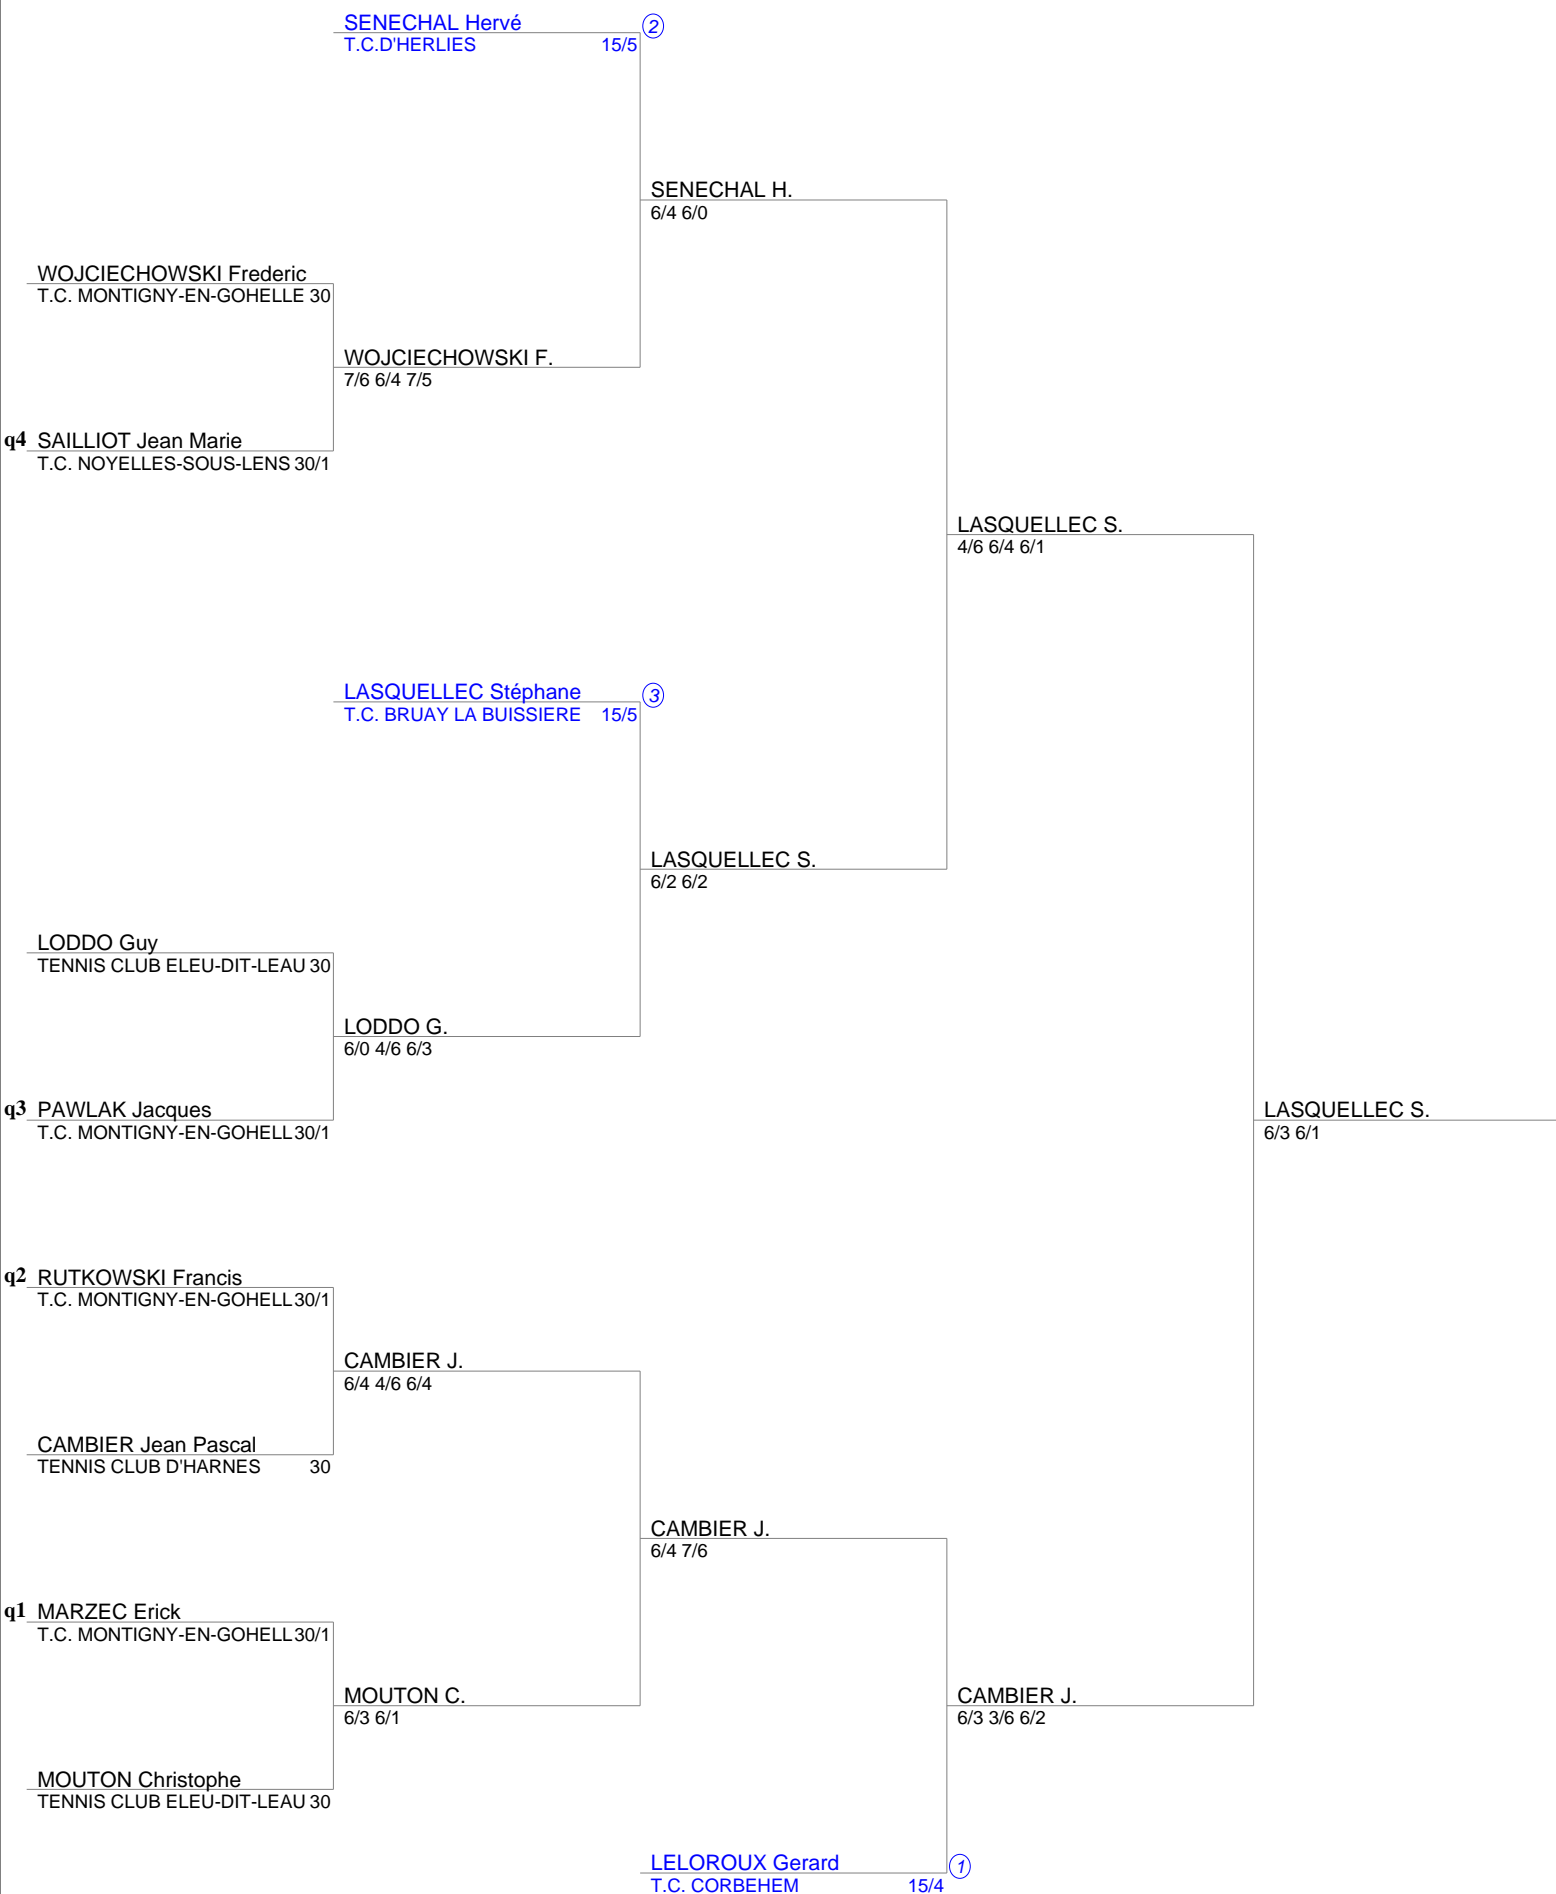 SENECHAL Hervé 2
T.C.D'HERLIES 15/5
SENECHAL H.
6/4 6/0
WOJCIECHOWSKI Frederic
T.C. MONTIGNY-EN-GOHELLE 30
WOJCIECHOWSKI F.
7/6 6/4 7/5
q4 SAILLIOT Jean Marie
T.C. NOYELLES-SOUS-LENS 30/1
LASQUELLEC S.
4/6 6/4 6/1
LASQUELLEC Stéphane 3
T.C. BRUAY LA BUISSIERE 15/5
LASQUELLEC S.
6/2 6/2
LODDO Guy
TENNIS CLUB ELEU-DIT-LEAU 30
LODDO G.
6/0 4/6 6/3
q3 PAWLAK Jacques
T.C. MONTIGNY-EN-GOHELL 30/1
LASQUELLEC S.
6/3 6/1
q2 RUTKOWSKI Francis
T.C. MONTIGNY-EN-GOHELL 30/1
CAMBIER J.
6/4 4/6 6/4
CAMBIER Jean Pascal
TENNIS CLUB D'HARNES 30
CAMBIER J.
6/4 7/6
q1 MARZEC Erick
T.C. MONTIGNY-EN-GOHELL 30/1
MOUTON C.
6/3 6/1
CAMBIER J.
6/3 3/6 6/2
MOUTON Christophe
TENNIS CLUB ELEU-DIT-LEAU 30
LELOROUX Gerard 1
T.C. CORBEHEM 15/4